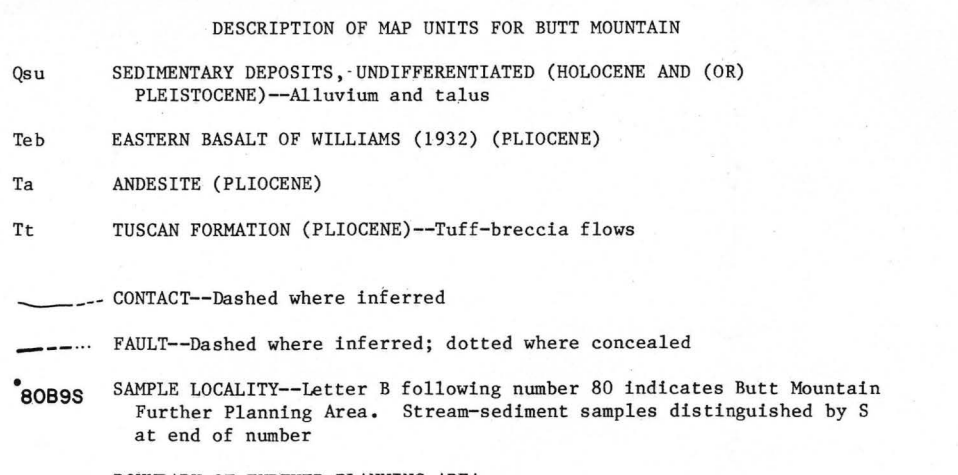 DESCRIPTION OF MAP UNITS FOR BUTT MOUNTAIN
Qsu SEDIMENTARY DEPOSITS, UNDIFFERENTIATED (HOLOCENE AND (OR)
PLEISTOCENE)--Alluvium and talus
Teb EASTERN BASALT OF WILLIAMS (1932) (PLIOCENE)
Ta ANDESITE (PLIOCENE)
Tt TUSCAN FORMATION (PLIOCENE)--Tuff-breccia flows
CONTACT--Dashed where inferred
FAULT--Dashed where inferred; dotted where concealed
80B9S SAMPLE LOCALITY--Letter B following number 80 indicates Butt Mountain
Further Planning Area. Stream-sediment samples distinguished by S
at end of number